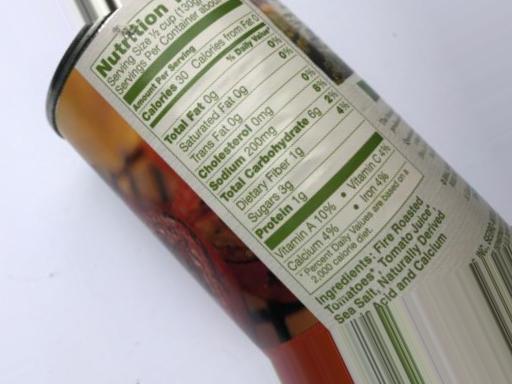 Nutrition
Serving Size ½ cup (130g
Servings Per Container about
Amount Per Serving
Calories 30 Calories from Fat 0
% Daily Value
Total Fat 0g 0%
Saturated Fat 0g 0%
Trans Fat 0g
Cholesterol 0mg 0%
Sodium 200mg 8%
Total Carbohydrate 6g 2%
Dietary Fiber 1g 4%
Sugars 3g
Protein 1g
Vitamin A 10% • Vitamin C 4%
Calcium 4% • Iron 4%
* Percent Daily Values are based on a
2,000 calorie diet.
Ingredients: Fire Roasted
Tomatoes*, Tomato Juice*,
Sea Salt, Naturally Derived
Acid and Calcium